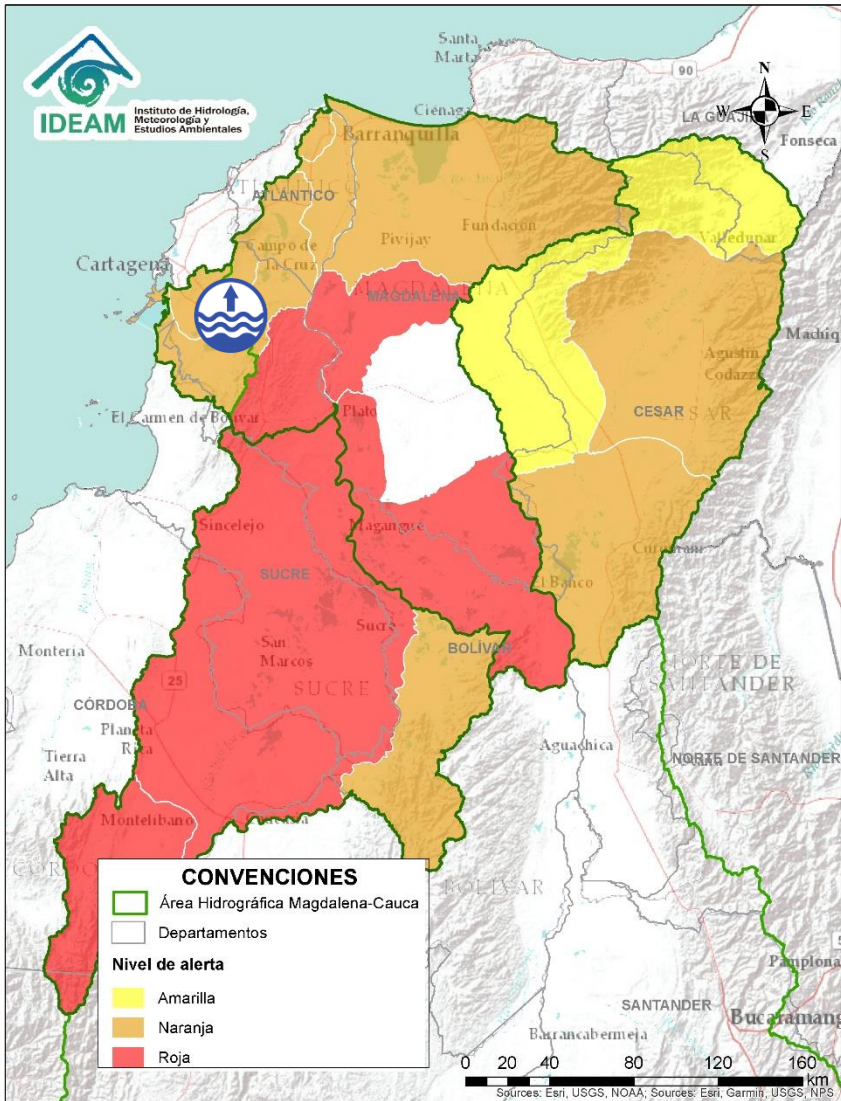 IDEAM
Instituto de Hidrología,
Meteorología y
Estudios Ambientales
Santa
Marta
90
N
W
E
S
LA GUAJI
Fonseca
Ciénaga
Barranquilla
ATLÁNTICO
Valledupar
Campo de
la Cruz
Pivijay
Fundación
Cartagena
MAGDALENA
Machiq
Agustín
Codazzi
El Carmen de Bolívar
Plato
CESAR
Sincelejo
Magangué
SUCRE
El Banco
Sucre
BOLÍVAR
Montería
San
Marcos
SUCRE
NORTE DE
SANTANDER
25
CÓRDOBA
Planeta
Rica
Tierra
Alta
Aguachica
NORTE DE SANTANDER
Montelíbano
BOLÍVAR
CONVENCIONES
Área Hidrográfica Magdalena-Cauca
Departamentos
Nivel de alerta
Amarilla
Naranja
Roja
Pamplona
SANTANDER
Bucaramang
Barrancabermeja
0 20 40 80 120 160
km
Sources: Esri, USGS, NOAA; Sources: Esri, Garmin, USGS, NPS